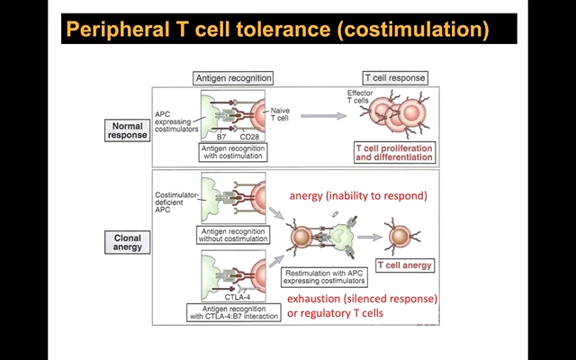 Peripheral T cell tolerance (costimulation)
Antigen recognition
T cell response
Normal
response
APC
expressing
costimulators
B7
CD28
Naive
T cell
Antigen recognition
with costimulation
Effector
T cells
T cell proliferation
and differentiation
Clonal
anergy
Costimulator-
deficient APC
Antigen recognition
without costimulation
anergy (inability to respond)
CTLA-4
Antigen recognition
with CTLA-4:B7 interaction
Restimulation with APC
expressing costimulators
T cell anergy
exhaustion (silenced response)
or regulatory T cells